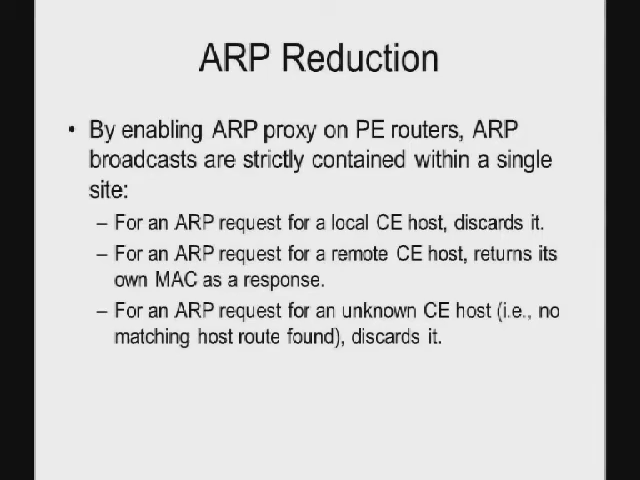 ARP Reduction
• By enabling ARP proxy on PE routers, ARP
broadcasts are strictly contained within a single
site:
– For an ARP request for a local CE host, discards it.
– For an ARP request for a remote CE host, returns its
own MAC as a response.
– For an ARP request for an unknown CE host (i.e., no
matching host route found), discards it.